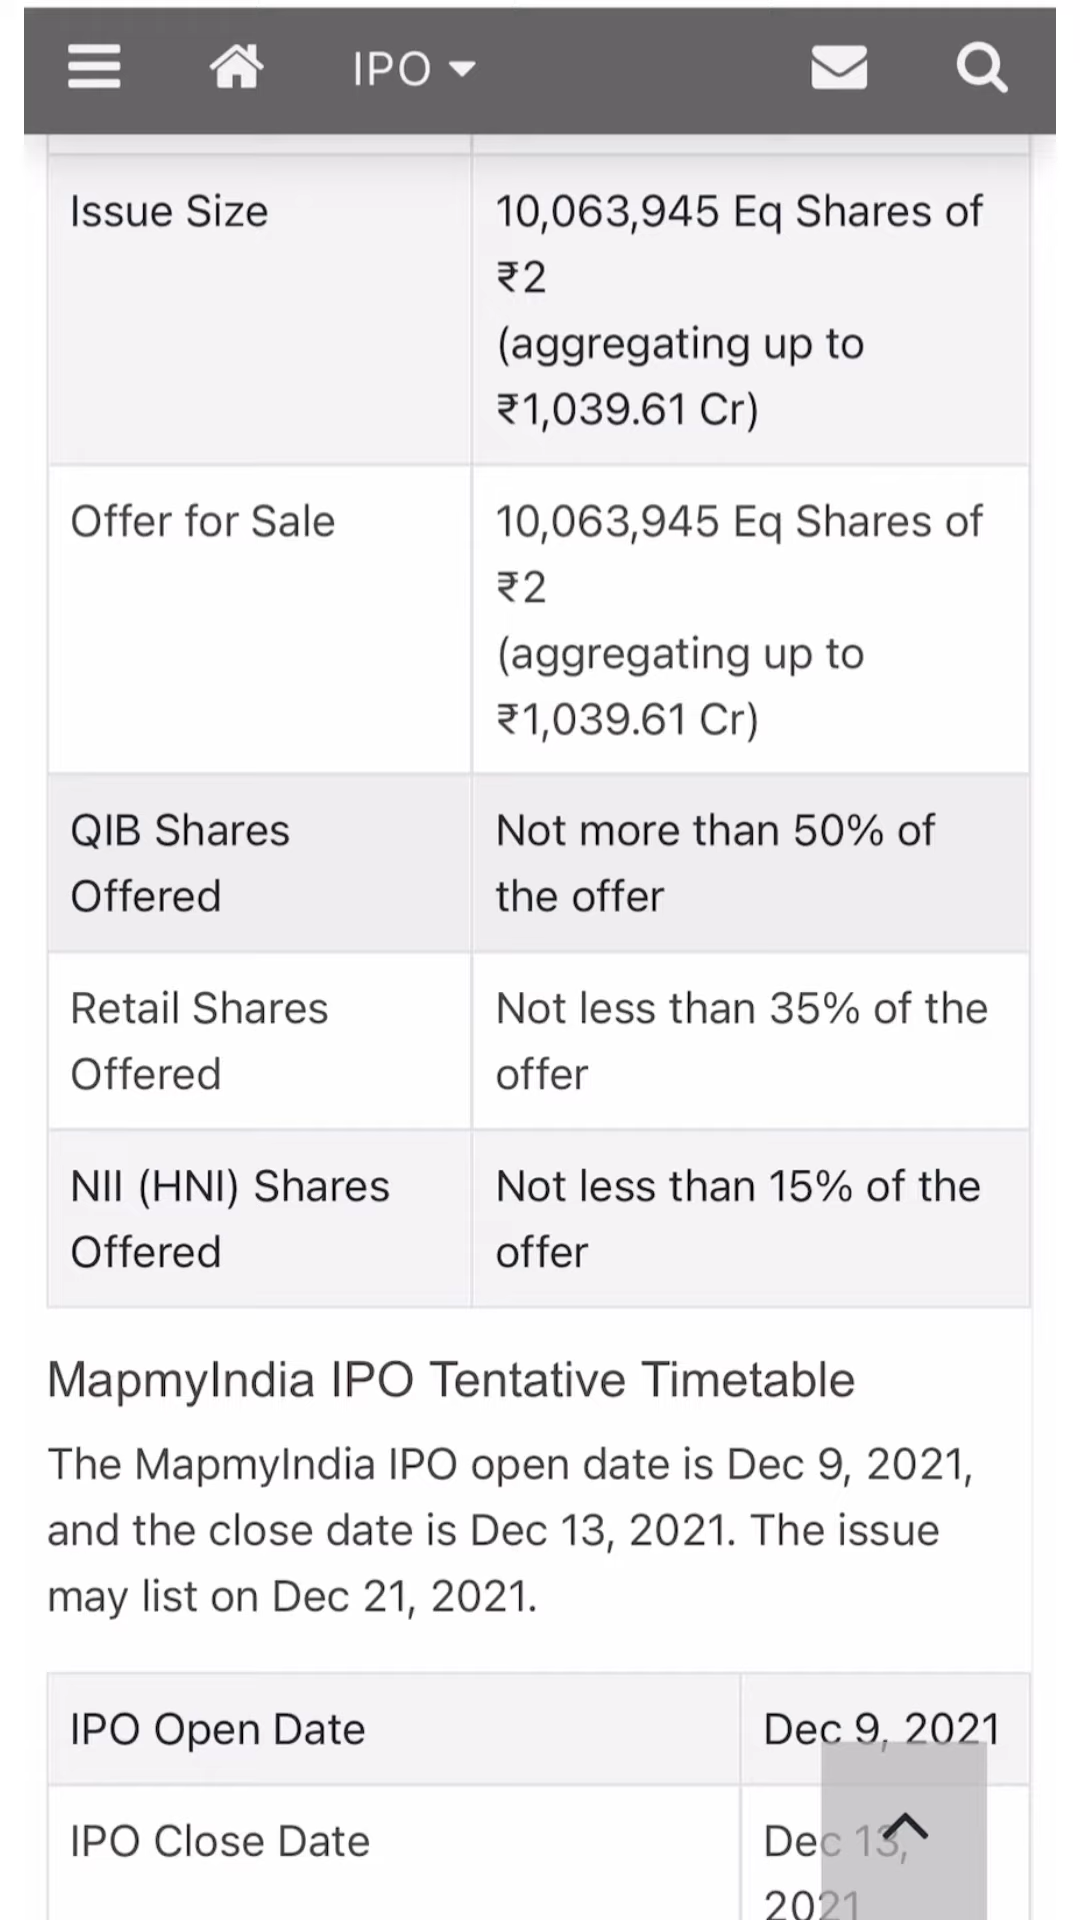 IPO
Issue Size
10,063,945 Eq Shares of
₹2
(aggregating up to
₹1,039.61 Cr)
Offer for Sale
10,063,945 Eq Shares of
₹2
(aggregating up to
₹1,039.61 Cr)
QIB Shares
Offered
Not more than 50% of
the offer
Retail Shares
Offered
Not less than 35% of the
offer
NII (HNI) Shares
Offered
Not less than 15% of the
offer
MapmyIndia IPO Tentative Timetable
The MapmyIndia IPO open date is Dec 9, 2021,
and the close date is Dec 13, 2021. The issue
may list on Dec 21, 2021.
IPO Open Date
Dec 9, 2021
IPO Close Date
Dec 13,
2021